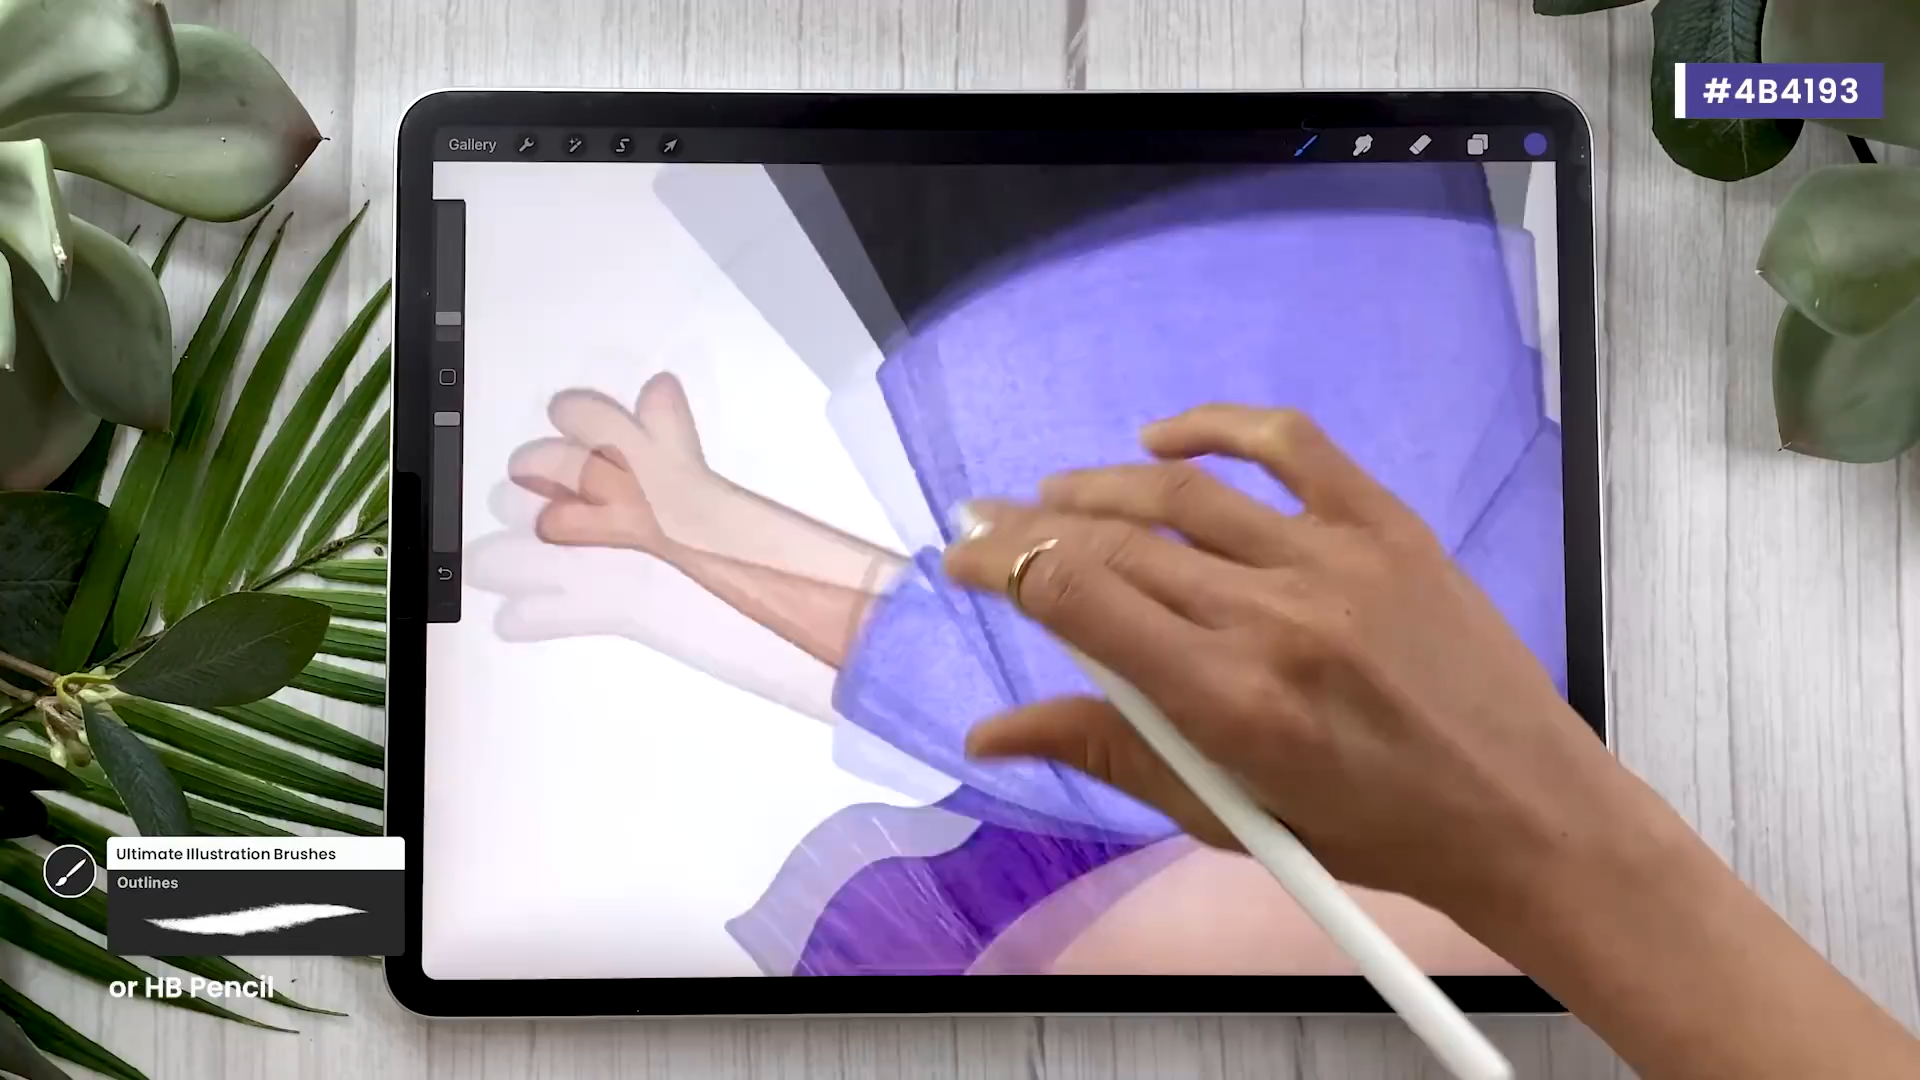 #4B4193
Gallery
Ultimate Illustration Brushes
Outlines
or HB Pencil